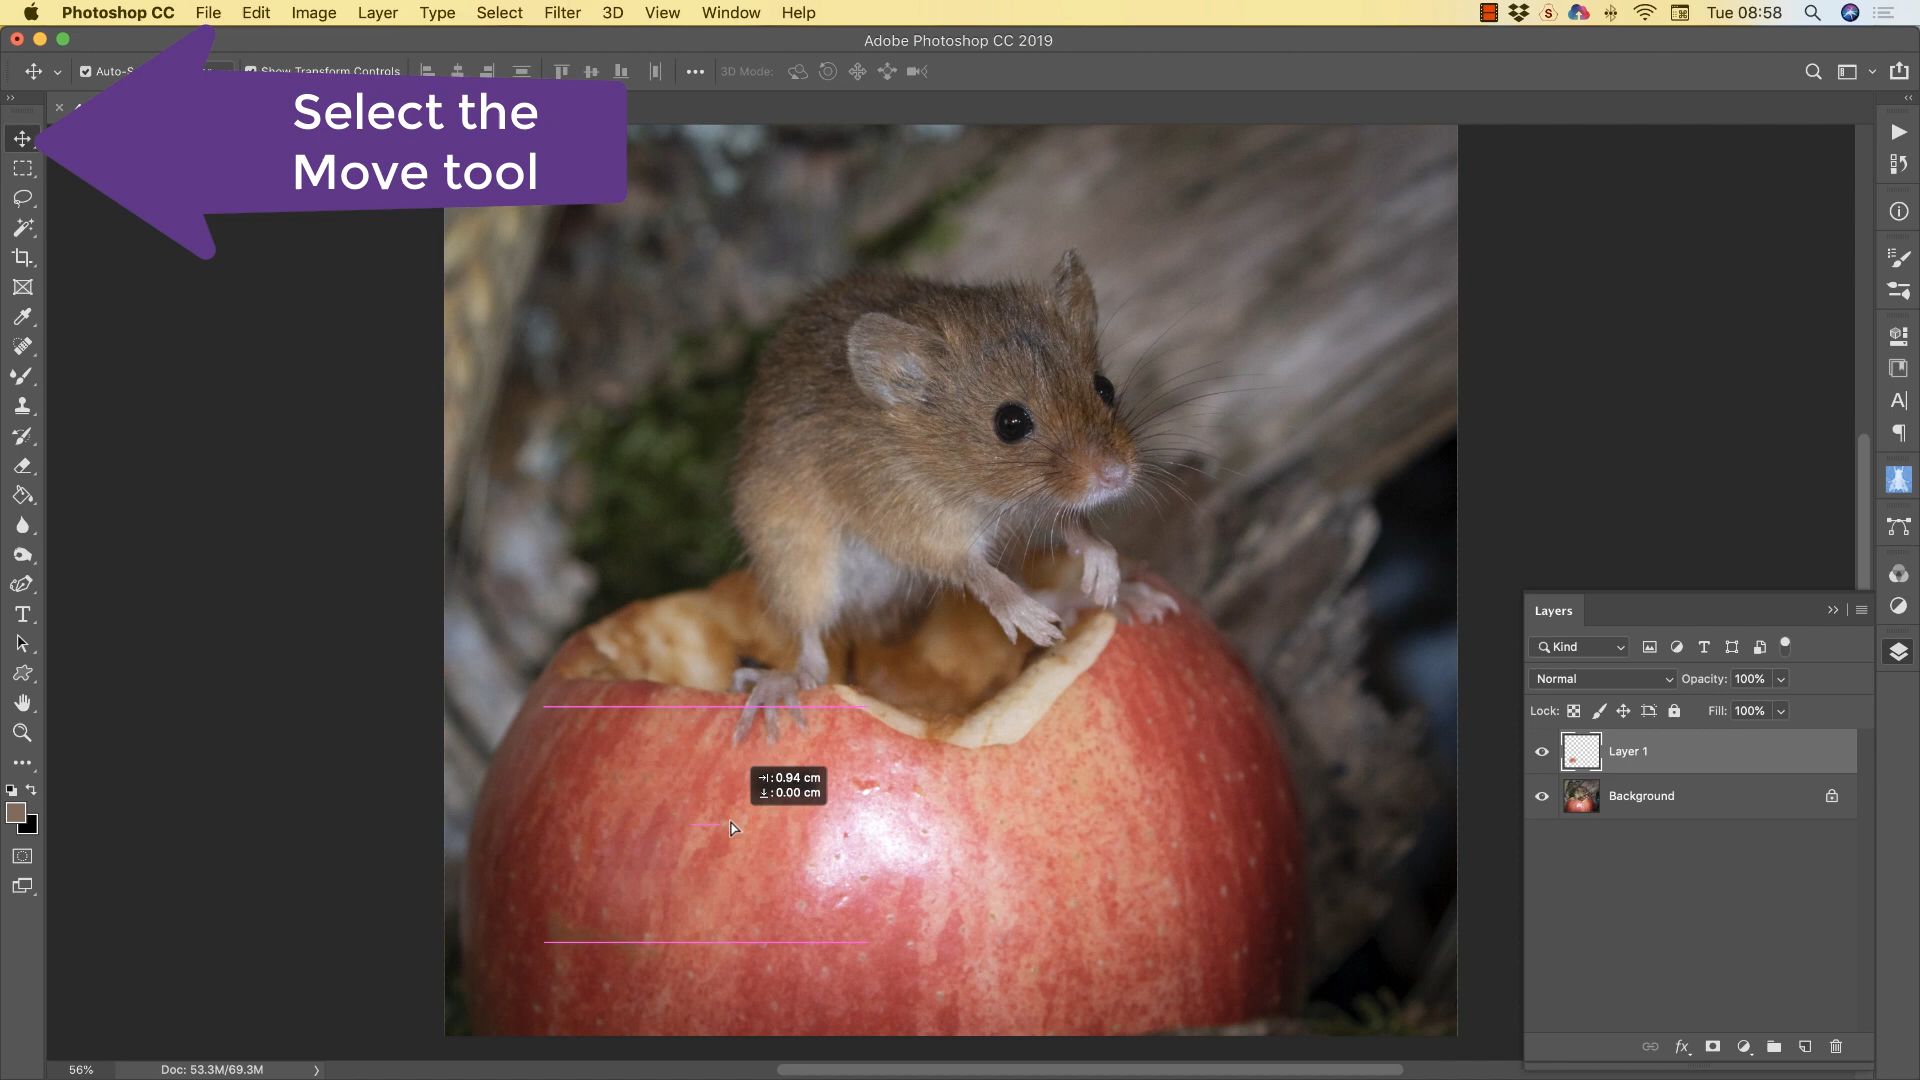 Photoshop CC File Edit Image Layer Type Select Filter 3D View Window Help Tue 08:58
Adobe Photoshop CC 2019
Show Transform Controls 3D Mode:
Select the
Move tool
0.94 cm
0.00 cm
Layers
Kind
Normal Opacity: 100%
Lock: Fill: 100%
Layer 1
Background
56% Doc: 53.3M/69.3M